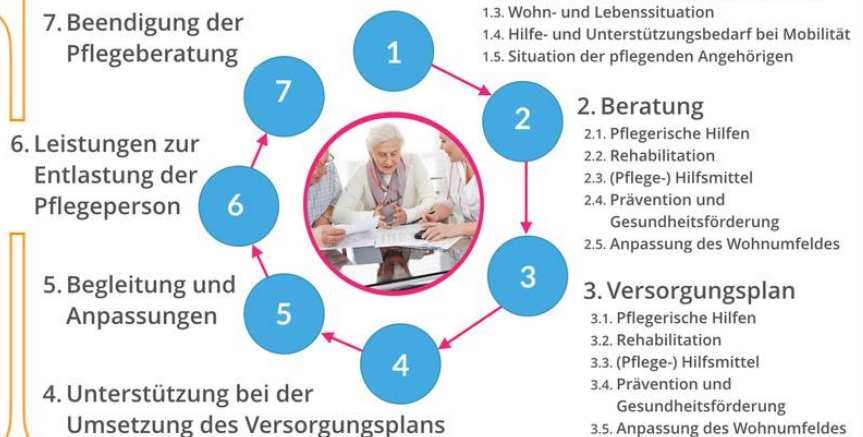 1.3. Wohn- und Lebenssituation
1.4. Hilfe- und Unterstützungsbedarf bei Mobilität
1.5. Situation der pflegenden Angehörigen
1
2
2. Beratung
2.1. Pflegerische Hilfen
2.2. Rehabilitation
2.3. (Pflege-) Hilfsmittel
2.4. Prävention und
Gesundheitsförderung
2.5. Anpassung des Wohnumfeldes
3
3. Versorgungsplan
3.1. Pflegerische Hilfen
3.2. Rehabilitation
3.3. (Pflege-) Hilfsmittel
3.4. Prävention und
Gesundheitsförderung
3.5. Anpassung des Wohnumfeldes
4
4. Unterstützung bei der
Umsetzung des Versorgungsplans
5
5. Begleitung und
Anpassungen
6
6. Leistungen zur
Entlastung der
Pflegeperson
7
7. Beendigung der
Pflegeberatung